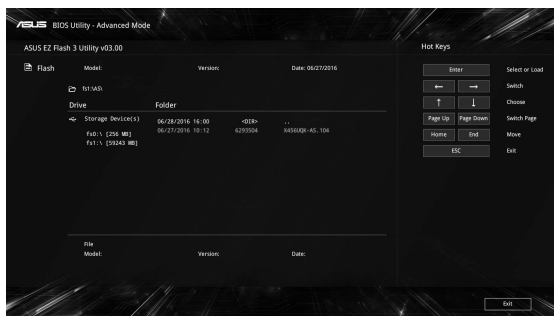 ASUS BIOS Utility - Advanced Mode
ASUS EZ Flash 3 Utility v03.00
Hot Keys
Flash
Model: Version: Date: 06/27/2016
fs1:\A5\
Drive Folder
Storage Device(s)
fs0:\ [256 MB]
fs1:\ [59243 MB]
06/28/2016 16:00 <DIR> ..
06/27/2016 10:12 6293504 X456UQK-AS.104
File
Model: Version: Date:
Enter Select or Load
← → Switch
↑ ↓ Choose
Page Up Page Down Switch Page
Home End Move
ESC Exit
Exit